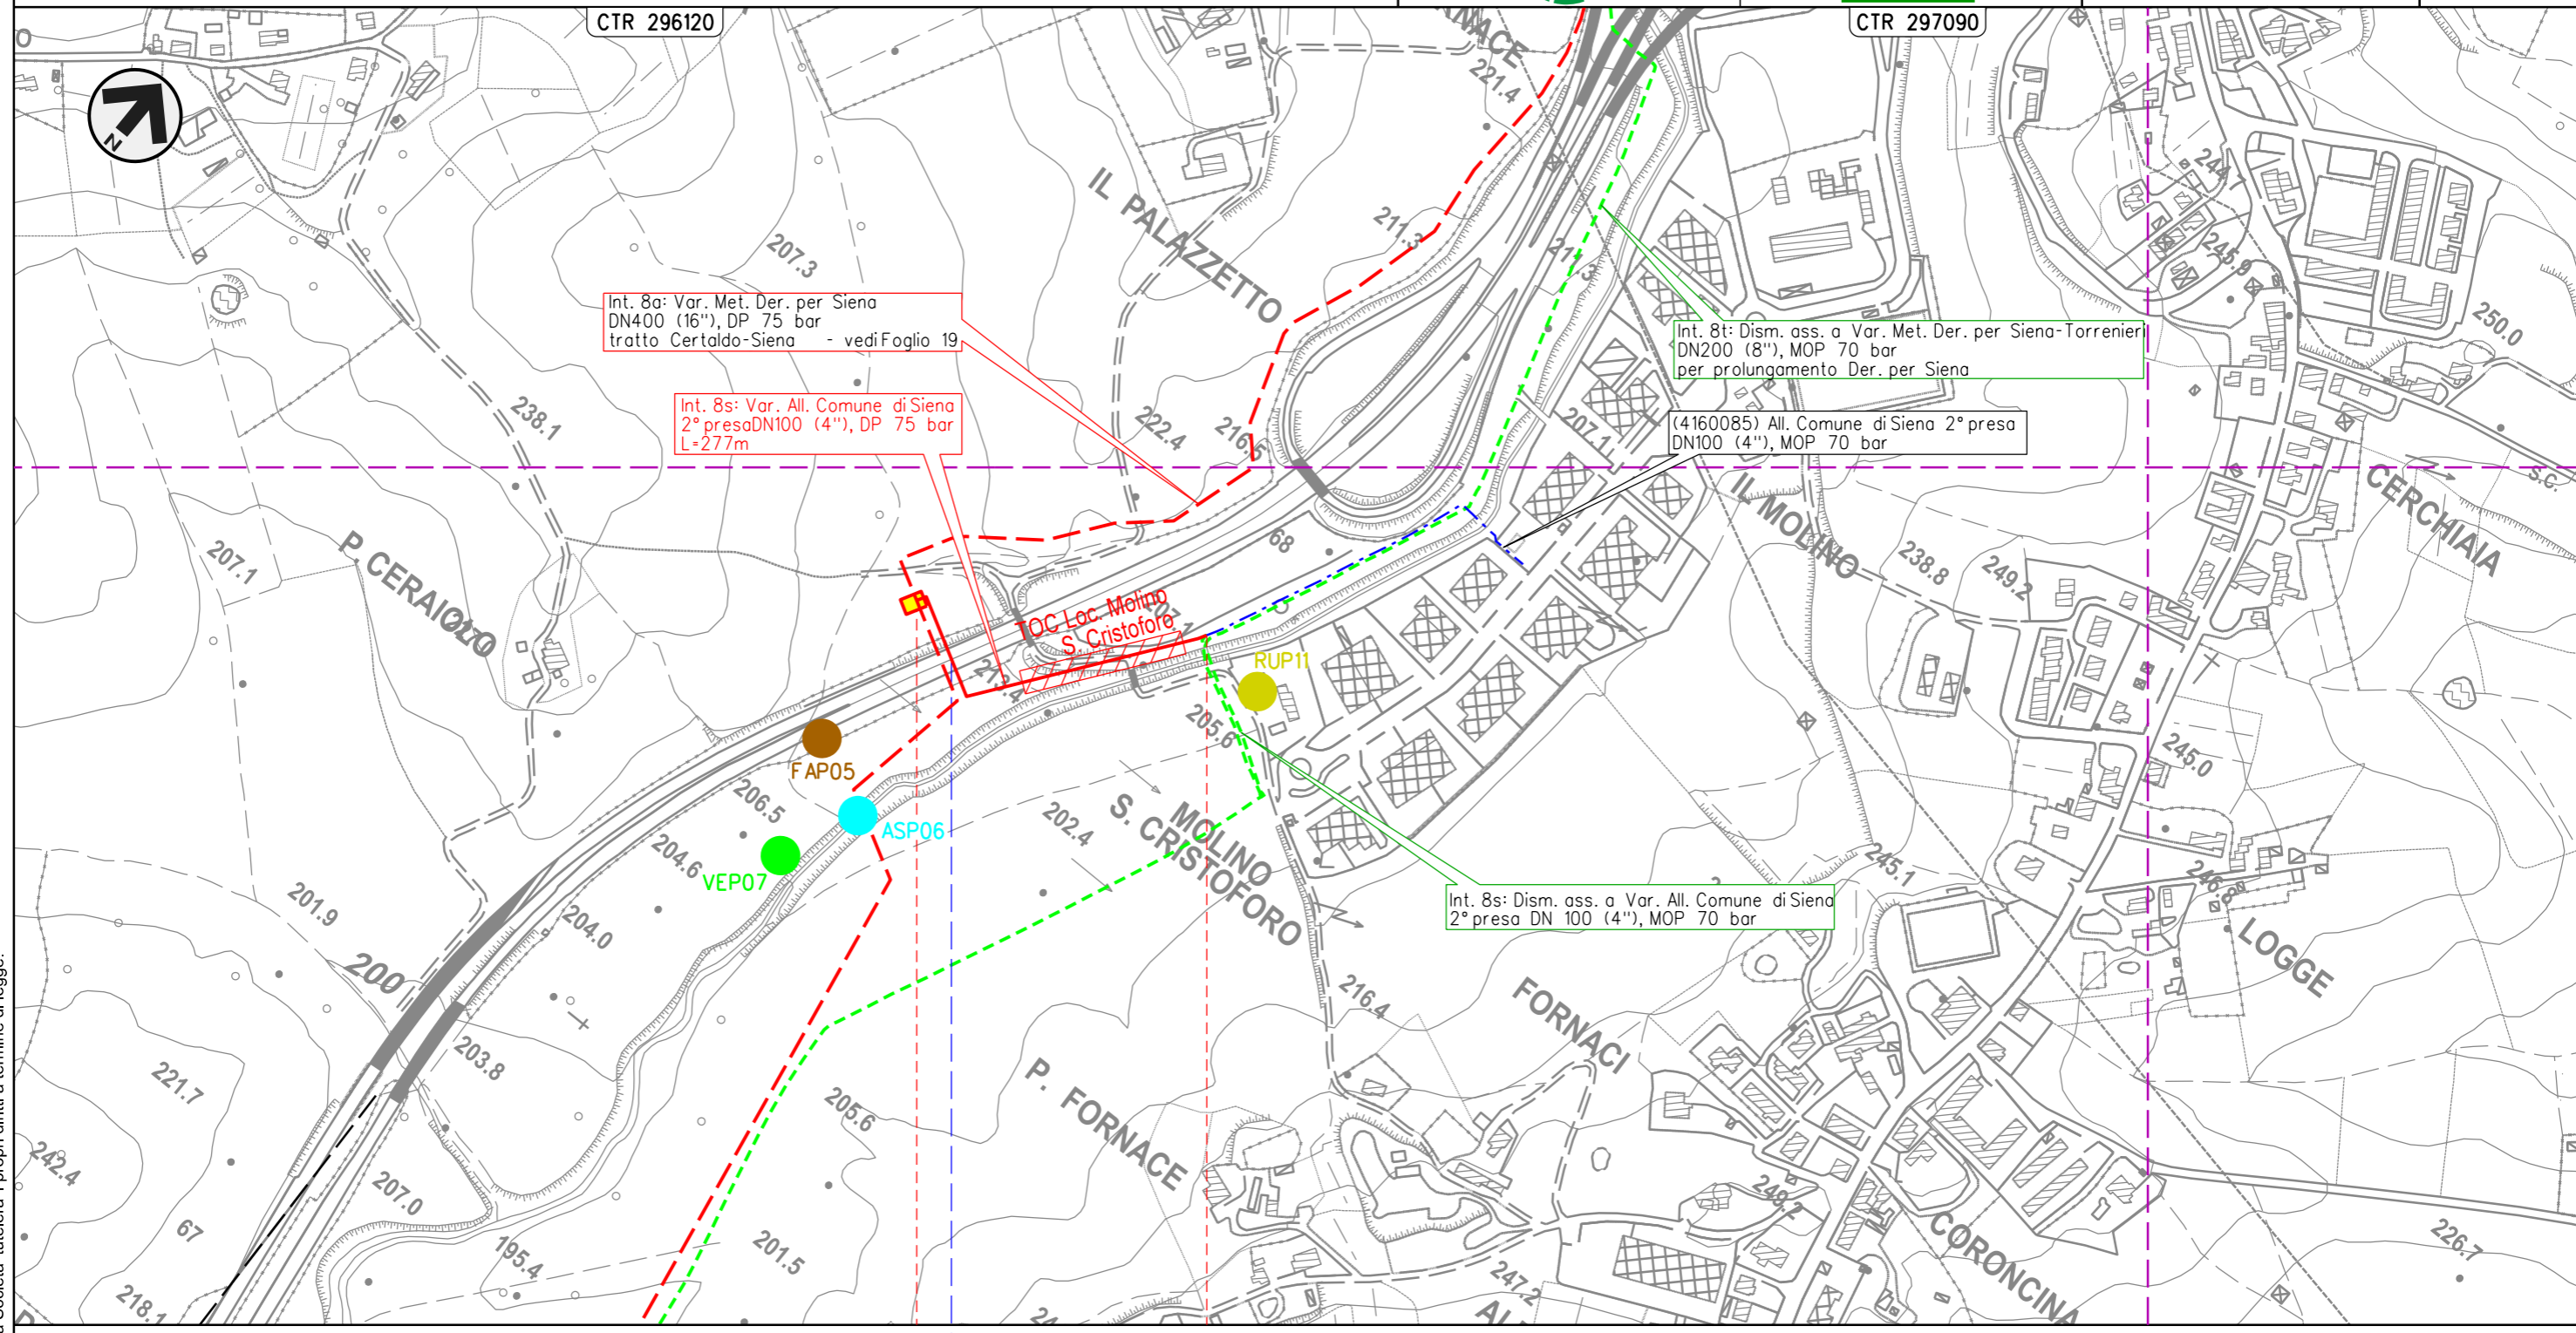 CTR 296120
CTR 297090
N
221.4
IL PALAZZETTO
211.3
211.3
207.3
244.7
245.9
250.0
Int. 8a: Var. Met. Der. per Siena
DN400 (16"), DP 75 bar
tratto Certaldo-Siena - vedi Foglio 19
Int. 8t: Dism. ass. a Var. Met. Der. per Siena-Torrenieri
DN200 (8"), MOP 70 bar
per prolungamento Der. per Siena
Int. 8s: Var. All. Comune di Siena
2° presaDN100 (4"), DP 75 bar
L=277m
(4160085) All. Comune di Siena 2° presa
DN100 (4"), MOP 70 bar
238.1
222.4
216.5
207.1
IL MOLINO
CERCHIAIA
S.C.
207.1
P. CERAIOLO
68
238.8
249.2
TOC Loc. Molino
S. Cristoforo
213.4
RUP11
205.6
245.0
FAP05
206.5
ASP06
202.4
MOLINO
S. CRISTOFORO
204.6
VEP07
245.1
246.8
201.9
204.0
Int. 8s: Dism. ass. a Var. All. Comune di Siena
2° presa DN 100 (4"), MOP 70 bar
LOGGE
200
216.4
FORNACI
203.8
221.7
205.6
P. FORNACE
242.4
207.0
249.2
67
195.4
201.5
CORONCINA
226.7
218.1
247.2